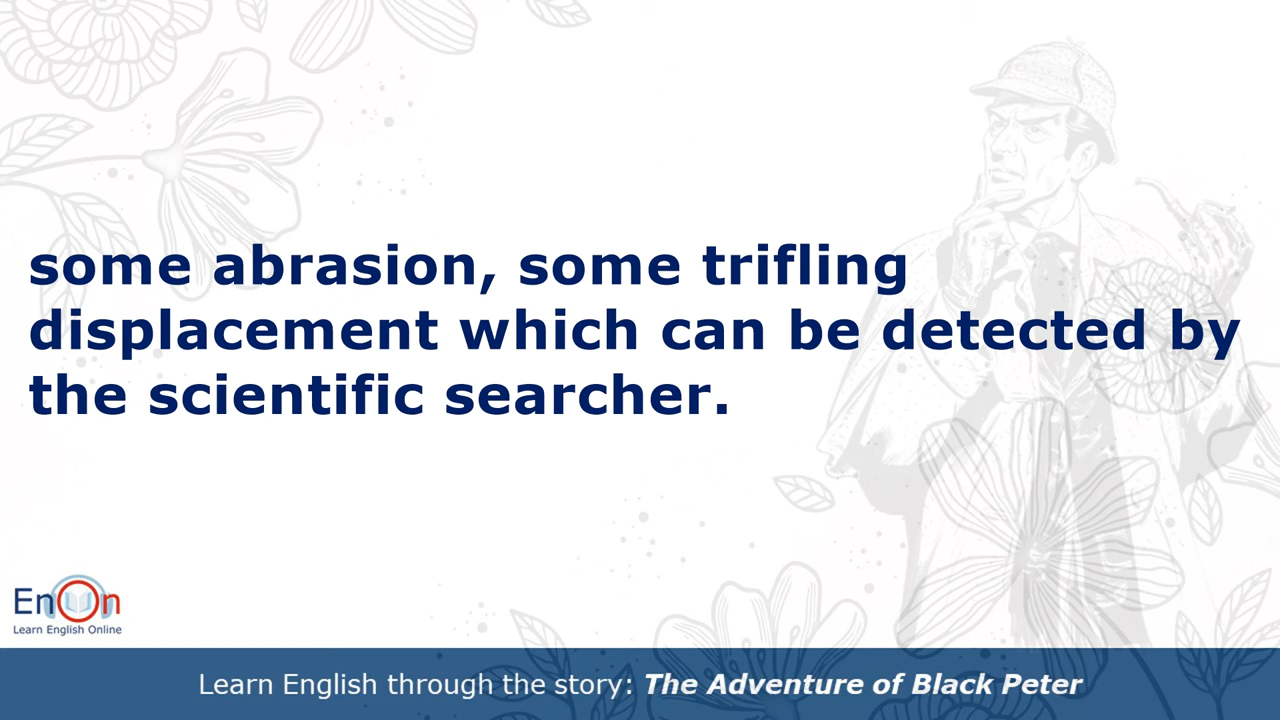 some abrasion, some trifling
displacement which can be detected by
the scientific searcher.
EnOn
Learn English Online
Learn English through the story: The Adventure of Black Peter